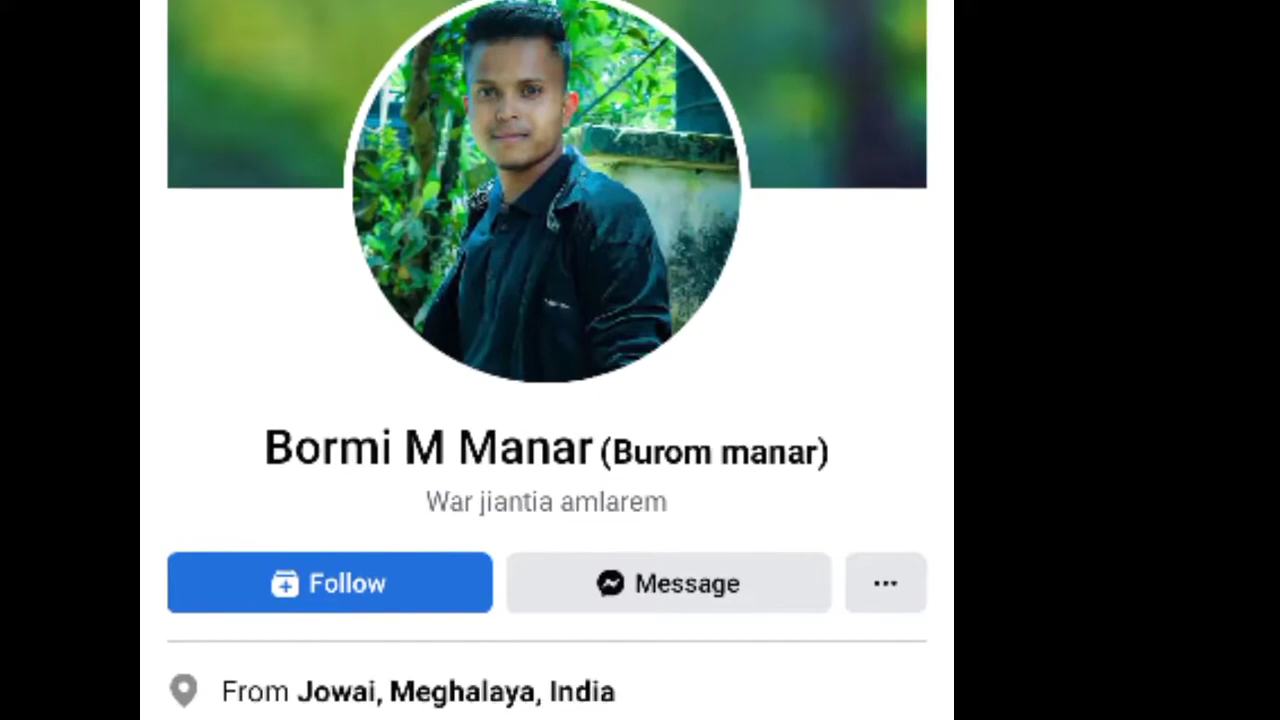 Bormi M Manar (Burom manar)
War jiantia amlarem
Follow
Message
From Jowai, Meghalaya, India